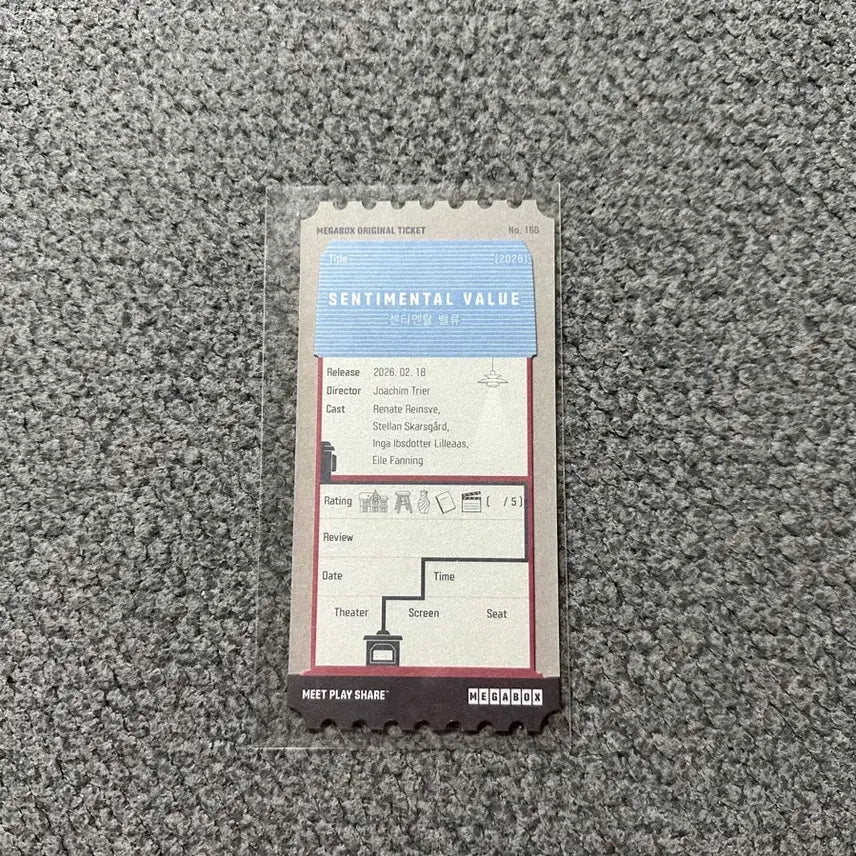 MEGABOX ORIGINAL TICKET No. 166
Title (2026)
SENTIMENTAL VALUE
센티멘탈 밸류
Release 2026. 02. 18
Director Joachim Trier
Cast Renate Reinsve,
Stellan Skarsgård,
Inga Ibsdotter Lilleaas,
Elle Fanning
Rating ( / 5)
Review
Date Time
Theater Screen Seat
MEET PLAY SHARE™ MEGABOX